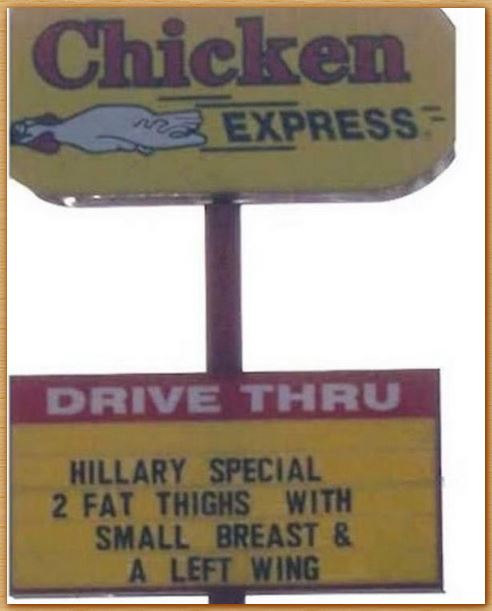 Chicken
EXPRESS
DRIVE THRU
HILLARY SPECIAL
2 FAT THIGHS WITH
SMALL BREAST &
A LEFT WING